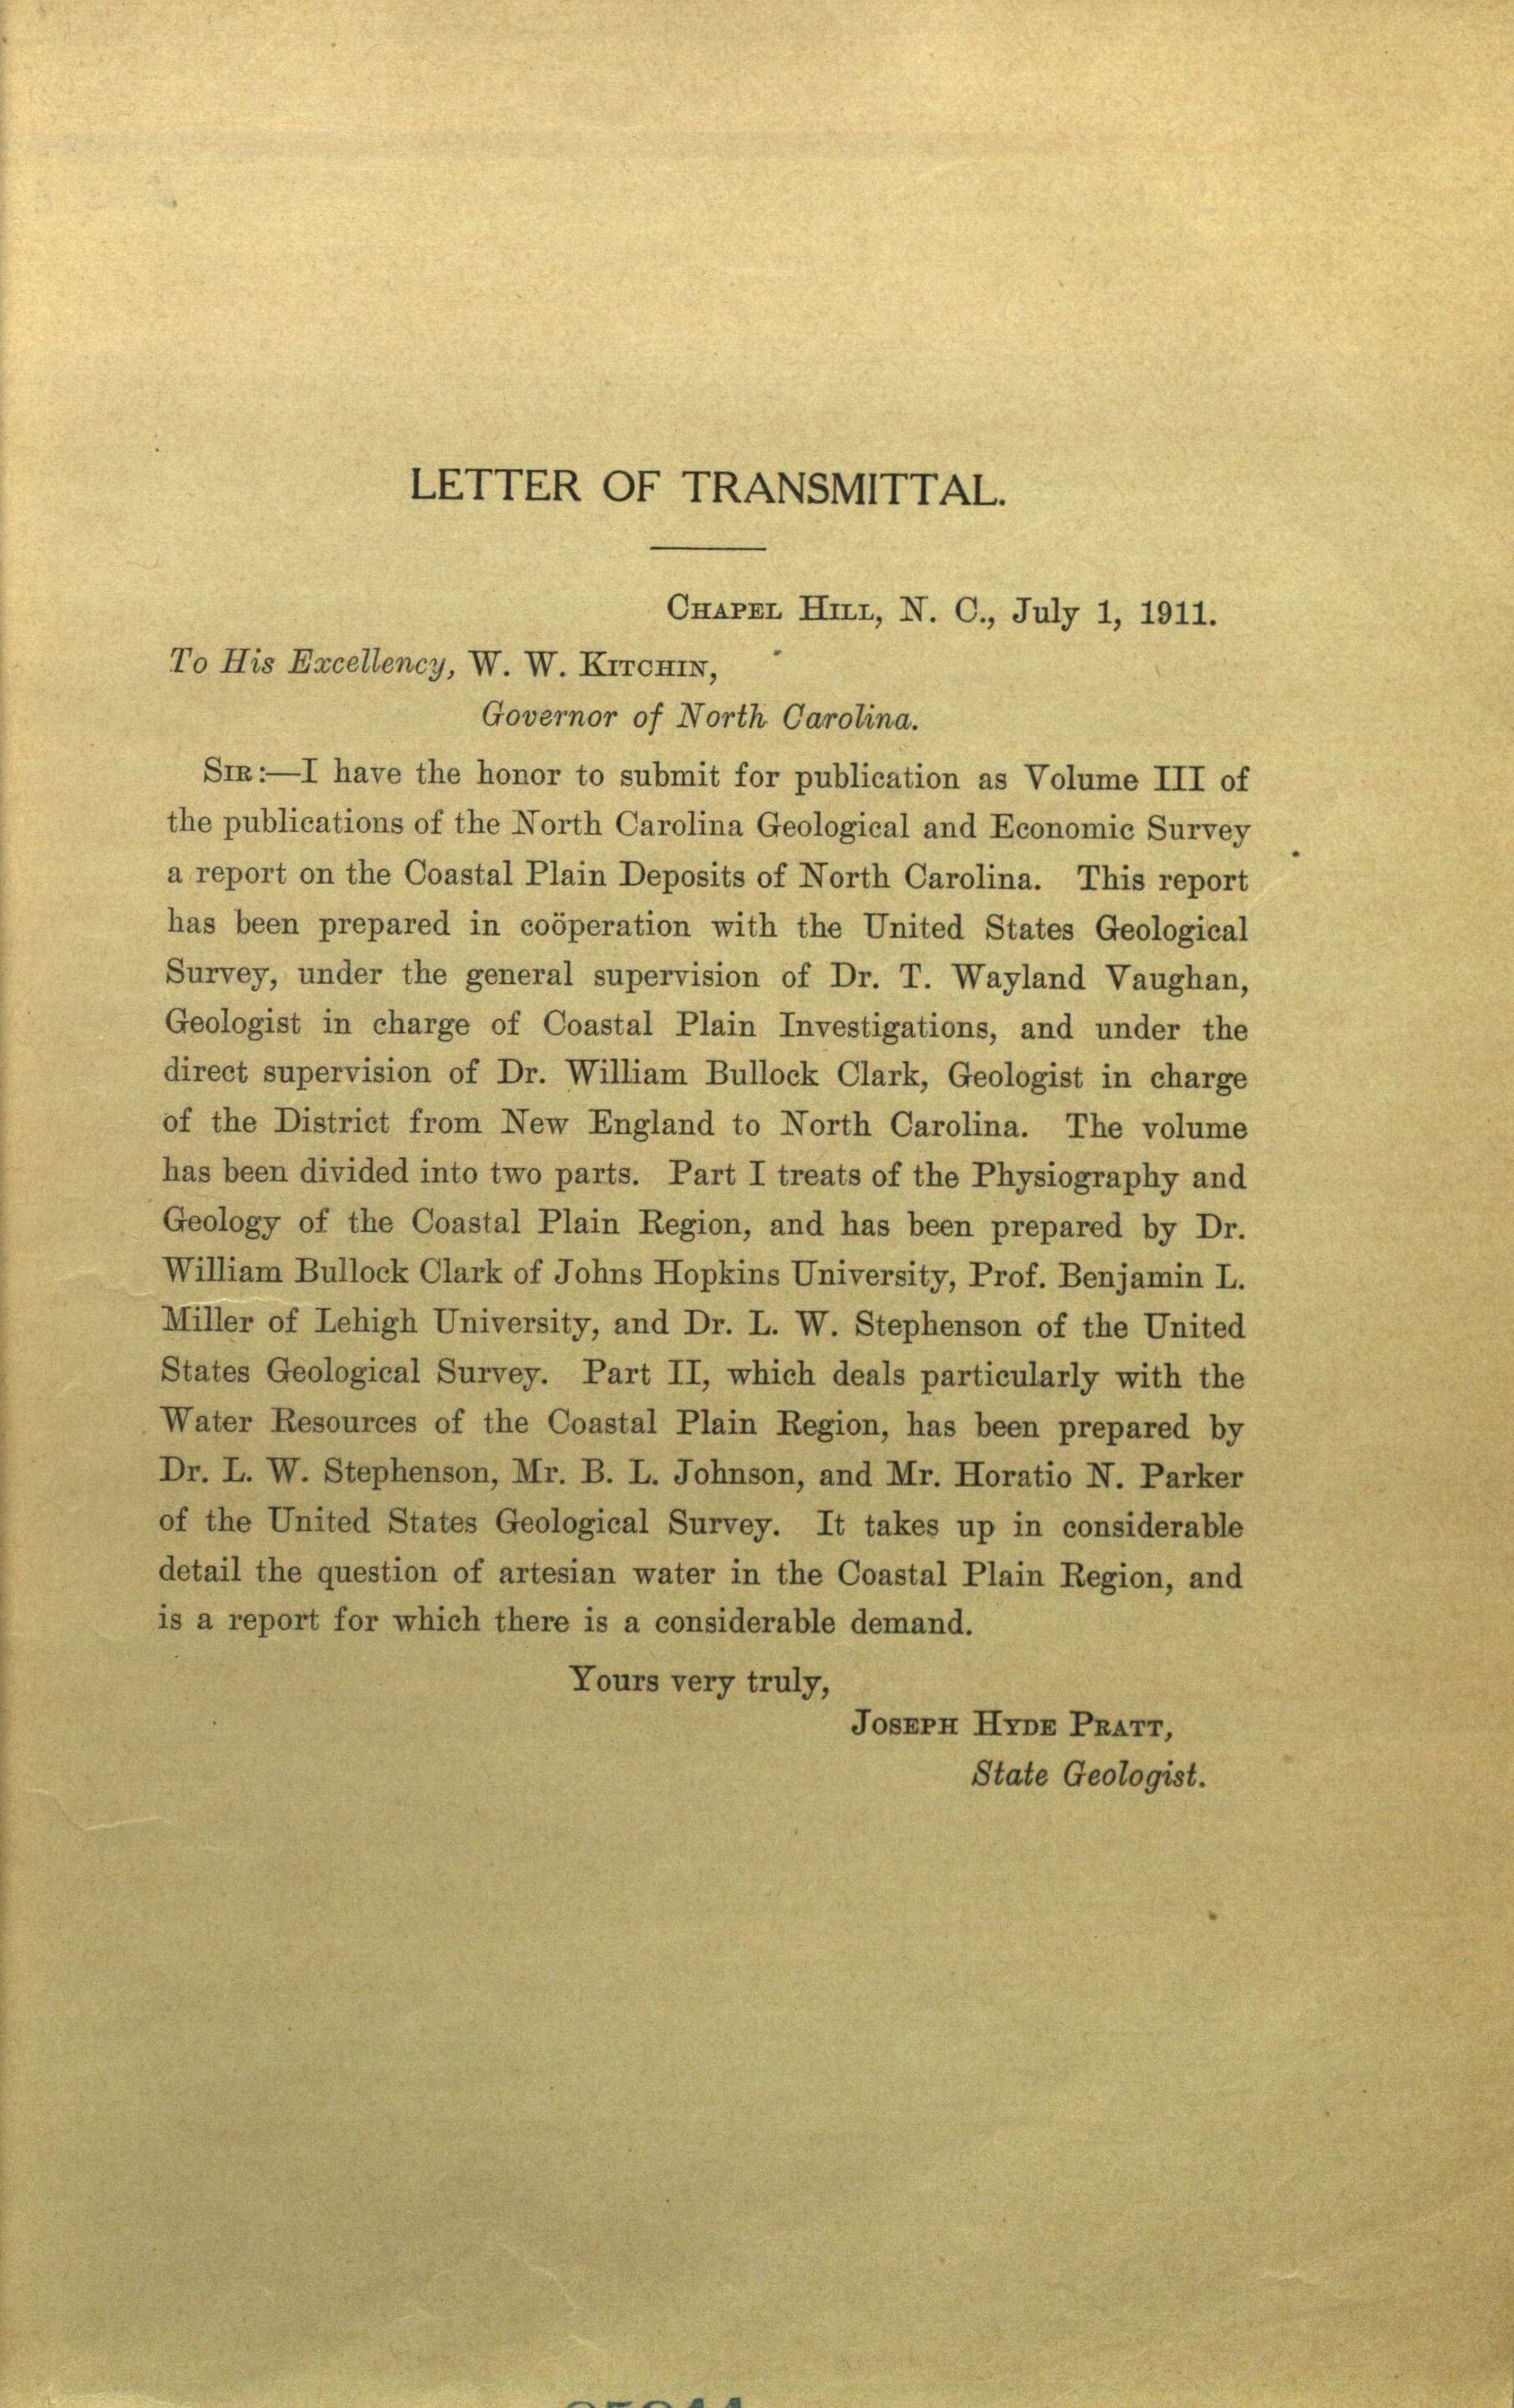 LETTER OF TRANSMITTAL.
CHAPEL HILL, N. C., July 1, 1911.
To His Excellency, W. W. KITCHIN,
Governor of North Carolina.
SIR:—I have the honor to submit for publication as Volume III of
the publications of the North Carolina Geological and Economic Survey
a report on the Coastal Plain Deposits of North Carolina. This report
has been prepared in coöperation with the United States Geological
Survey, under the general supervision of Dr. T. Wayland Vaughan,
Geologist in charge of Coastal Plain Investigations, and under the
direct supervision of Dr. William Bullock Clark, Geologist in charge
of the District from New England to North Carolina. The volume
has been divided into two parts. Part I treats of the Physiography and
Geology of the Coastal Plain Region, and has been prepared by Dr.
William Bullock Clark of Johns Hopkins University, Prof. Benjamin L.
Miller of Lehigh University, and Dr. L. W. Stephenson of the United
States Geological Survey. Part II, which deals particularly with the
Water Resources of the Coastal Plain Region, has been prepared by
Dr. L. W. Stephenson, Mr. B. L. Johnson, and Mr. Horatio N. Parker
of the United States Geological Survey. It takes up in considerable
detail the question of artesian water in the Coastal Plain Region, and
is a report for which there is a considerable demand.
Yours very truly,
JOSEPH HYDE PRATT,
State Geologist.